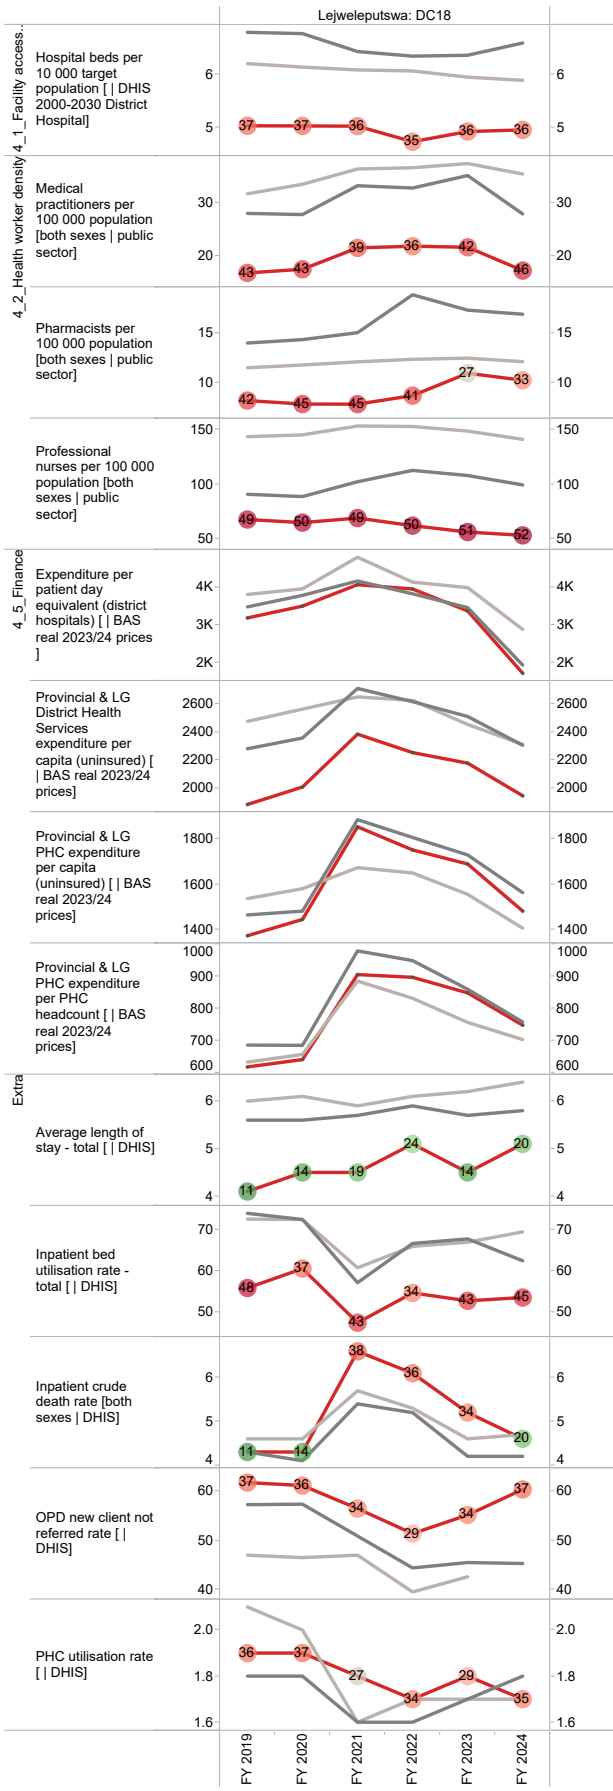 Lejweleputswa: DC18
4_1_Facility access..
Hospital beds per
10 000 target
population [ | DHIS
2000-2030 District
Hospital]
6
5
37 37 36 35 36 36
6
5
4_2_Health worker density
Medical
practitioners per
100 000 population
[both sexes | public
sector]
30
20
43 43 39 36 42 46
30
20
Pharmacists per
100 000 population
[both sexes | public
sector]
15
10
42 45 45 41 27 33
15
10
Professional
nurses per 100 000
population [both
sexes | public
sector]
150
100
50
49 50 49 50 51 52
150
100
50
4_5_Finance
Expenditure per
patient day
equivalent (district
hospitals) [ | BAS
real 2023/24 prices
]
4K
3K
2K
4K
3K
2K
Provincial & LG
District Health
Services
expenditure per
capita (uninsured) [
| BAS real 2023/24
prices]
2600
2400
2200
2000
2600
2400
2200
2000
Provincial & LG
PHC expenditure
per capita
(uninsured) [ | BAS
real 2023/24
prices]
1800
1600
1400
1800
1600
1400
Provincial & LG
PHC expenditure
per PHC
headcount [ | BAS
real 2023/24
prices]
1000
900
800
700
600
1000
900
800
700
600
Extra
Average length of
stay - total [ | DHIS]
6
5
4
11 14 19 24 14 20
6
5
4
Inpatient bed
utilisation rate -
total [ | DHIS]
70
60
50
48 37 43 34 43 45
70
60
50
Inpatient crude
death rate [both
sexes | DHIS]
6
5
4
11 14 38 36 34 20
6
5
4
OPD new client not
referred rate [ |
DHIS]
60
50
40
37 36 34 29 34 37
60
50
40
PHC utilisation rate
[ | DHIS]
2.0
1.8
1.6
36 37 27 34 29 35
2.0
1.8
1.6
FY 2019
FY 2020
FY 2021
FY 2022
FY 2023
FY 2024